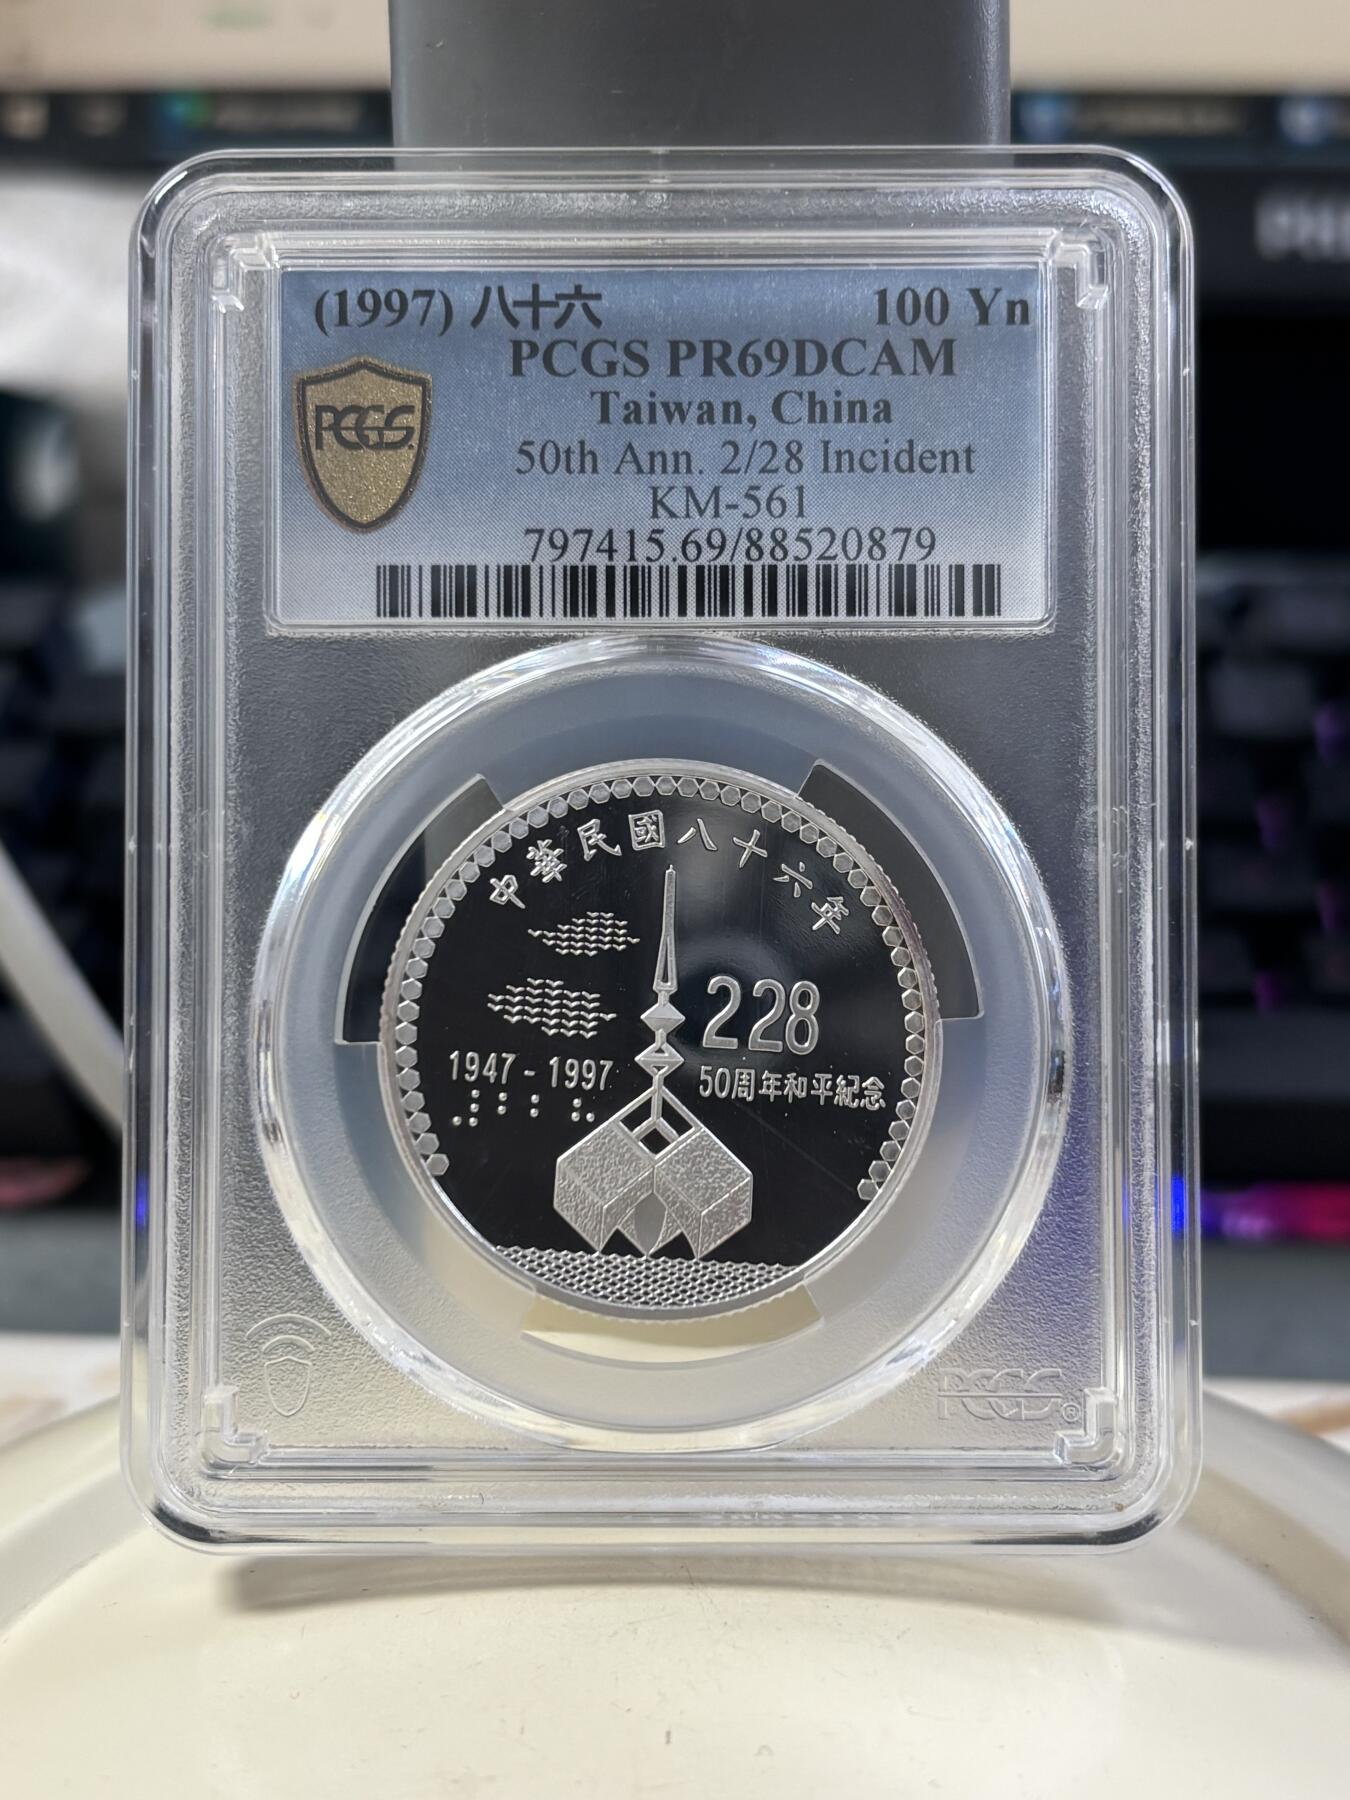 (1997) 八十六 100 Yn
PCGS PR69DCAM
Taiwan, China
PCGS
50th Ann. 2/28 Incident
KM-561
797415.69/88520879
中華民國八十六年
228
1947-1997
50周年和平紀念
PCGS®